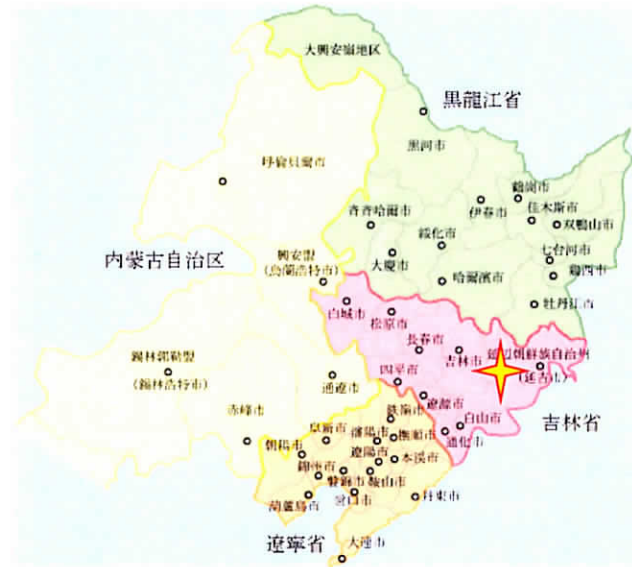 大興安嶺地区
黒龍江省
黒河市
呼倫貝爾市
鶴崗市
伊春市
佳木斯市
斉斉哈爾市
双鴨山市
綏化市
内蒙古自治区
興安盟
(烏蘭浩特市)
七台河市
大慶市
鶏西市
哈爾濱市
牡丹江市
白城市
松原市
長春市
吉林市
延辺朝鮮族自治州
(延吉市)
錫林郭勒盟
(錫林浩特市)
四平市
通遼市
遼源市
吉林省
赤峰市
鉄嶺市
白山市
阜新市
瀋陽市
撫順市
通化市
朝陽市
遼陽市
本渓市
錦州市
盤錦市
鞍山市
葫蘆島市
営口市
丹東市
遼寧省
大連市